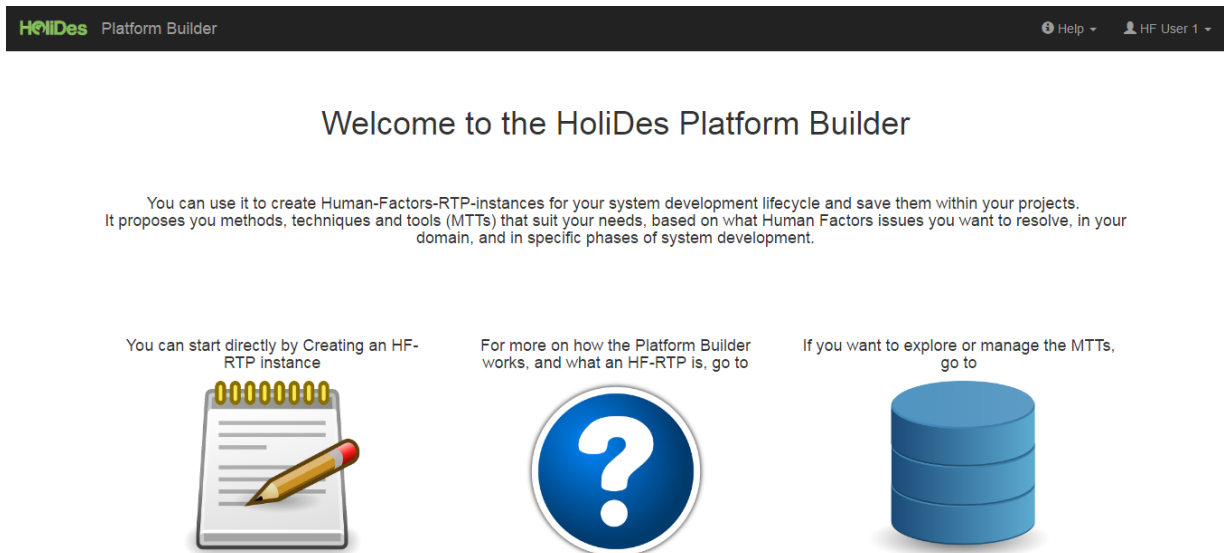 HoliDes Platform Builder Help HF User 1
Welcome to the HoliDes Platform Builder
You can use it to create Human-Factors-RTP-instances for your system development lifecycle and save them within your projects.
It proposes you methods, techniques and tools (MTTs) that suit your needs, based on what Human Factors issues you want to resolve, in your
domain, and in specific phases of system development.
You can start directly by Creating an HF-
RTP instance
For more on how the Platform Builder
works, and what an HF-RTP is, go to
If you want to explore or manage the MTTs,
go to
?